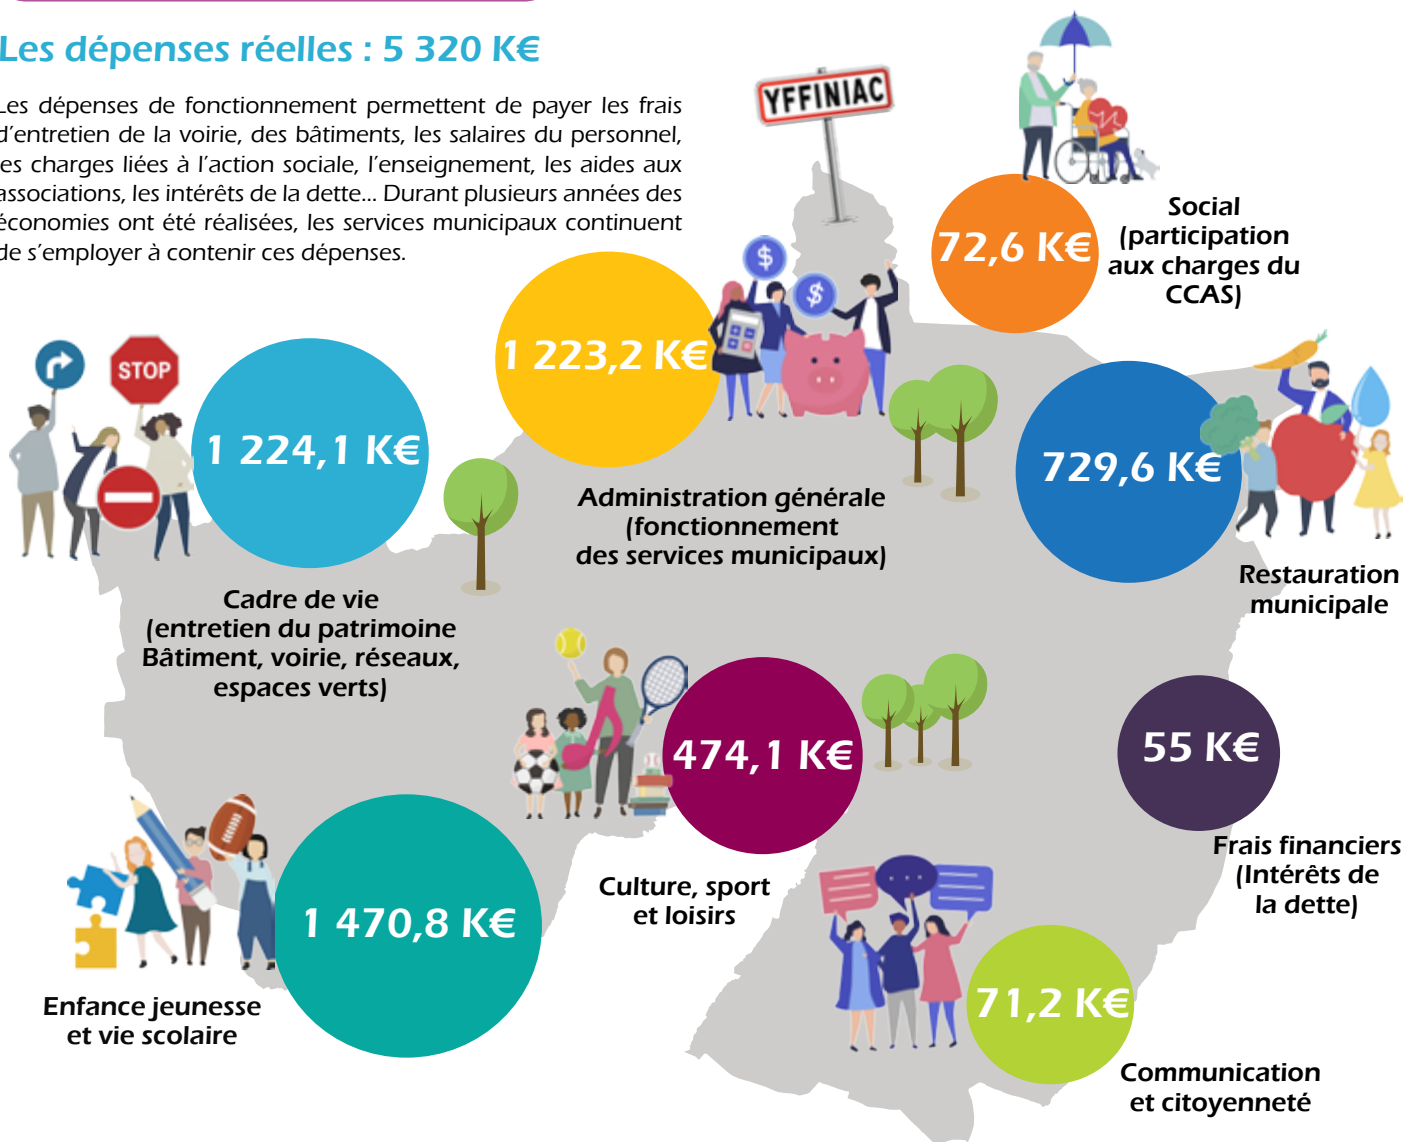 Les dépenses réelles : 5 320 K€
Les dépenses de fonctionnement permettent de payer les frais
d'entretien de la voirie, des bâtiments, les salaires du personnel,
les charges liées à l'action sociale, l'enseignement, les aides aux
associations, les intérêts de la dette... Durant plusieurs années des
économies ont été réalisées, les services municipaux continuent
de s'employer à contenir ces dépenses.
YFFINIAC
72,6 K€
Social
(participation
aux charges du
CCAS)
$
$
1 223,2 K€
Administration générale
(fonctionnement
des services municipaux)
STOP
1 224,1 K€
Cadre de vie
(entretien du patrimoine
Bâtiment, voirie, réseaux,
espaces verts)
729,6 K€
Restauration
municipale
474,1 K€
Culture, sport
et loisirs
55 K€
Frais financiers
(Intérêts de
la dette)
1 470,8 K€
Enfance jeunesse
et vie scolaire
71,2 K€
Communication
et citoyenneté